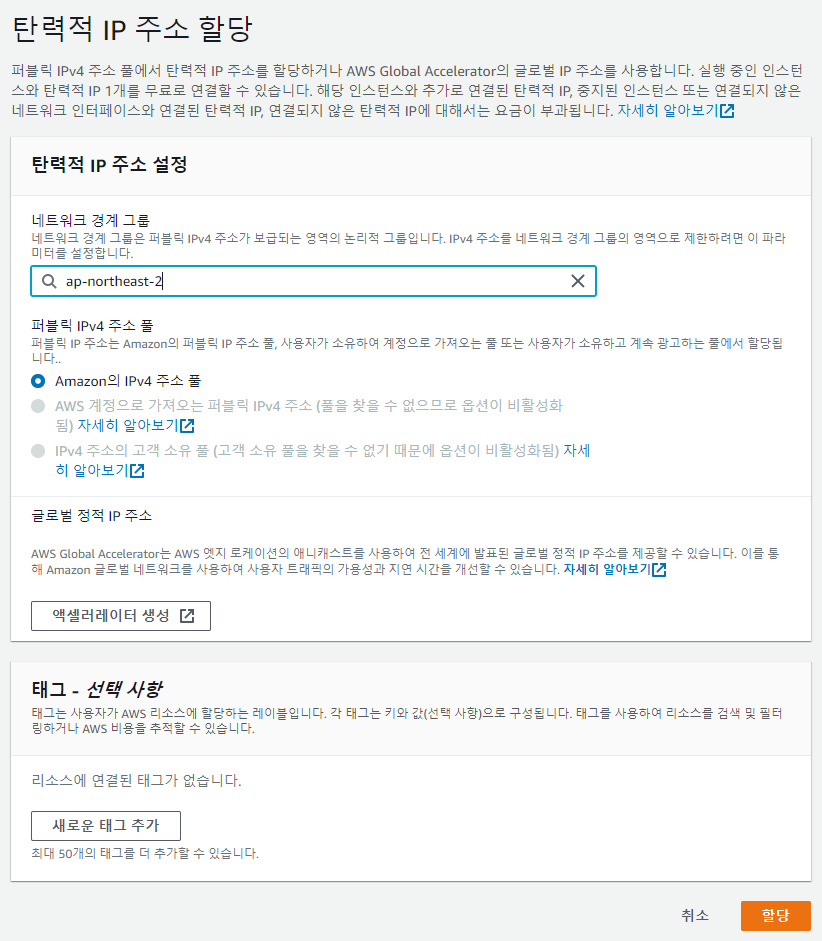 탄력적 IP 주소 할당
퍼블릭 IPv4 주소 풀에서 탄력적 IP 주소를 할당하거나 AWS Global Accelerator의 글로벌 IP 주소를 사용합니다. 실행 중인 인스턴
스와 탄력적 IP 1개를 무료로 연결할 수 있습니다. 해당 인스턴스와 추가로 연결된 탄력적 IP, 중지된 인스턴스 또는 연결되지 않은
네트워크 인터페이스와 연결된 탄력적 IP, 연결되지 않은 탄력적 IP에 대해서는 요금이 부과됩니다. 자세히 알아보기
탄력적 IP 주소 설정
네트워크 경계 그룹
네트워크 경계 그룹은 퍼블릭 IPv4 주소가 보급되는 영역의 논리적 그룹입니다. IPv4 주소를 네트워크 경계 그룹의 영역으로 제한하려면 이 파라
미터를 설정합니다.
ap-northeast-2
퍼블릭 IPv4 주소 풀
퍼블릭 IP 주소는 Amazon의 퍼블릭 IP 주소 풀, 사용자가 소유하여 계정으로 가져오는 풀 또는 사용자가 소유하고 계속 광고하는 풀에서 할당됩
니다..
Amazon의 IPv4 주소 풀
AWS 계정으로 가져오는 퍼블릭 IPv4 주소 (풀을 찾을 수 없으므로 옵션이 비활성화
됨) 자세히 알아보기
IPv4 주소의 고객 소유 풀 (고객 소유 풀을 찾을 수 없기 때문에 옵션이 비활성화됨) 자세
히 알아보기
글로벌 정적 IP 주소
AWS Global Accelerator는 AWS 엣지 로케이션의 애니캐스트를 사용하여 전 세계에 발표된 글로벌 정적 IP 주소를 제공할 수 있습니다. 이를 통
해 Amazon 글로벌 네트워크를 사용하여 사용자 트래픽의 가용성과 지연 시간을 개선할 수 있습니다. 자세히 알아보기
액셀러레이터 생성
태그 - 선택 사항
태그는 사용자가 AWS 리소스에 할당하는 레이블입니다. 각 태그는 키와 값(선택 사항)으로 구성됩니다. 태그를 사용하여 리소스를 검색 및 필터
링하거나 AWS 비용을 추적할 수 있습니다.
리소스에 연결된 태그가 없습니다.
새로운 태그 추가
최대 50개의 태그를 더 추가할 수 있습니다.
취소
할당